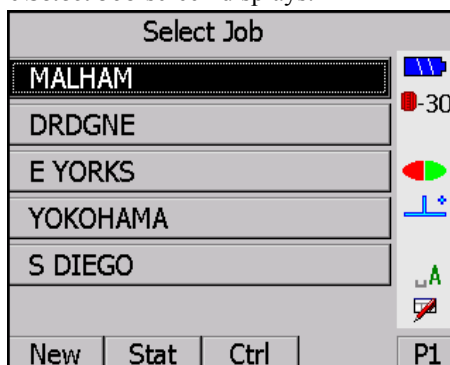 Select Job
MALHAM
-30
DRDGNE
E YORKS
YOKOHAMA
S DIEGO
A
New Stat Ctrl P1